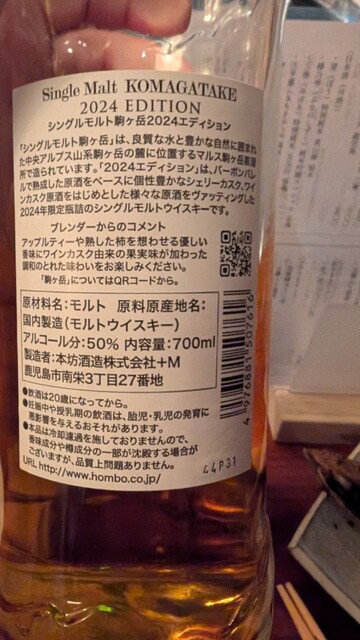 Single Malt KOMAGATAKE
2024 EDITION
シングルモルト駒ヶ岳2024エディション
「シングルモルト駒ヶ岳」は、良質な水と豊かな自然に囲まれ
た中央アルプス山系駒ヶ岳の麓に位置するマルス駒ヶ岳蒸溜
所で造られています。「2024エディション」は、バーボンバレ
ルで熟成した原酒をベースに個性豊かなシェリーカスク、ワイ
ンカスク原酒をはじめとした様々な原酒をヴァッティングした
2024年限定瓶詰のシングルモルトウイスキーです。
ブレンダーからのコメント
アップルティーや熟した柿を想わせる優しい
香味にワインカスク由来の果実味が加わった
調和のとれた味わいをお楽しみください。
「駒ヶ岳」についてはQRコードから。
原材料名：モルト 原料原産地名：
国内製造（モルトウイスキー）
アルコール分：50% 内容量：700ml
製造者：本坊酒造株式会社＋M
鹿児島市南栄3丁目27番地
4 976881 507616
●飲酒は20歳になってから。
●妊娠中や授乳期の飲酒は、胎児・乳児の発育に
悪影響を与えるおそれがあります。
●本品は冷却濾過を施しておりませんので、
香味成分や樽成分の一部が沈殿する場合が
ございますが、品質上問題ありません。
URL http://www.hombo.co.jp/
44P31